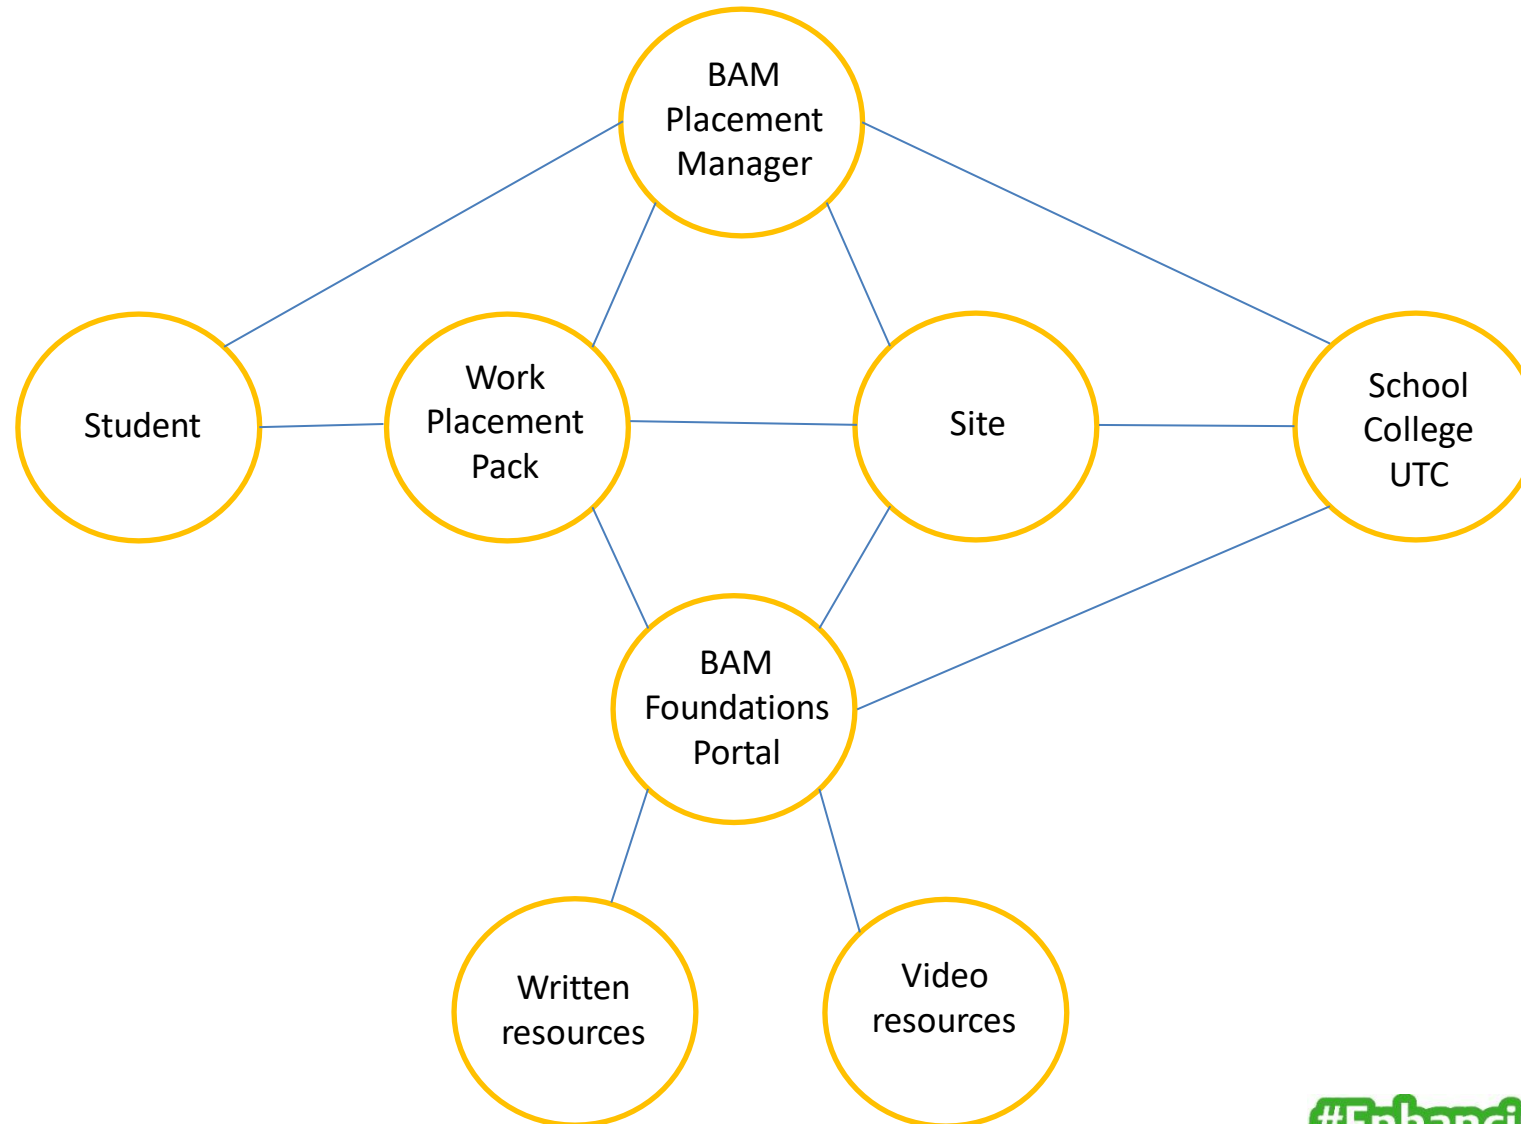 BAM
Placement
Manager
Student
Work
Placement
Pack
Site
School
College
UTC
BAM
Foundations
Portal
Written
resources
Video
resources